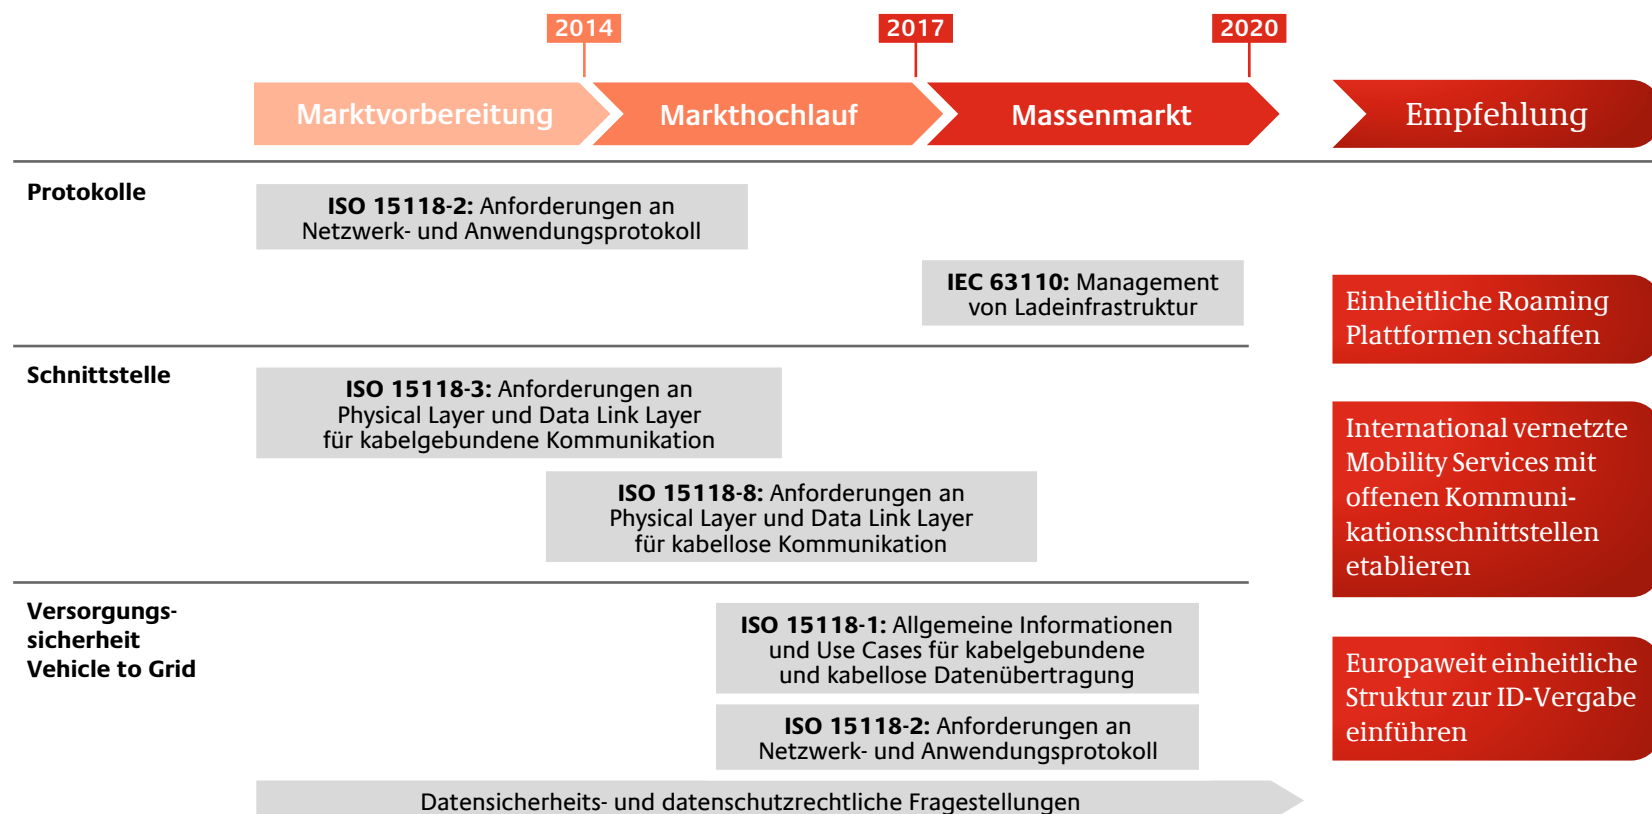 2014
2017
2020
Marktvorbereitung
Markthochlauf
Massenmarkt
Empfehlung
Protokolle
ISO 15118-2: Anforderungen an
Netzwerk- und Anwendungsprotokoll
IEC 63110: Management
von Ladeinfrastruktur
Einheitliche Roaming
Plattformen schaffen
Schnittstelle
ISO 15118-3: Anforderungen an
Physical Layer und Data Link Layer
für kabelgebundene Kommunikation
ISO 15118-8: Anforderungen an
Physical Layer und Data Link Layer
für kabellose Kommunikation
International vernetzte
Mobility Services mit
offenen Kommuni-
kationsschnittstellen
etablieren
Versorgungs-
sicherheit
Vehicle to Grid
ISO 15118-1: Allgemeine Informationen
und Use Cases für kabelgebundene
und kabellose Datenübertragung
ISO 15118-2: Anforderungen an
Netzwerk- und Anwendungsprotokoll
Europaweit einheitliche
Struktur zur ID-Vergabe
einführen
Datensicherheits- und datenschutzrechtliche Fragestellungen